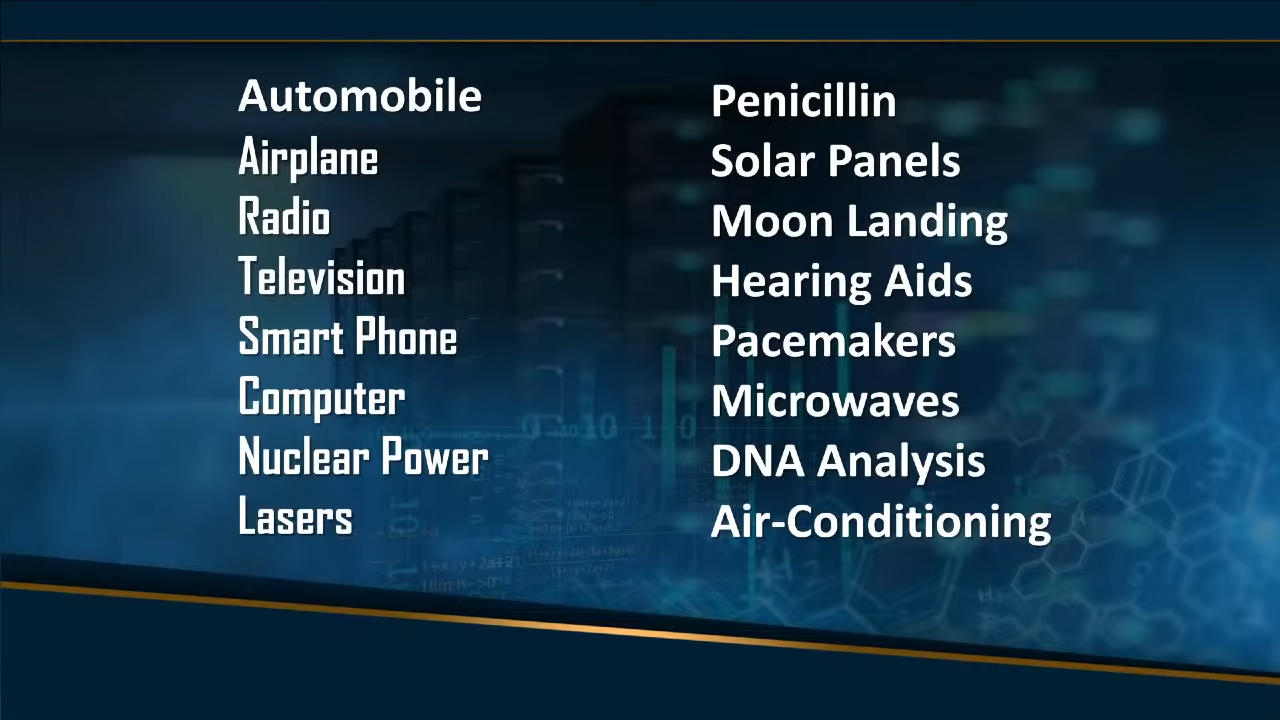 Automobile
Airplane
Radio
Television
Smart Phone
Computer
Nuclear Power
Lasers
Penicillin
Solar Panels
Moon Landing
Hearing Aids
Pacemakers
Microwaves
DNA Analysis
Air-Conditioning